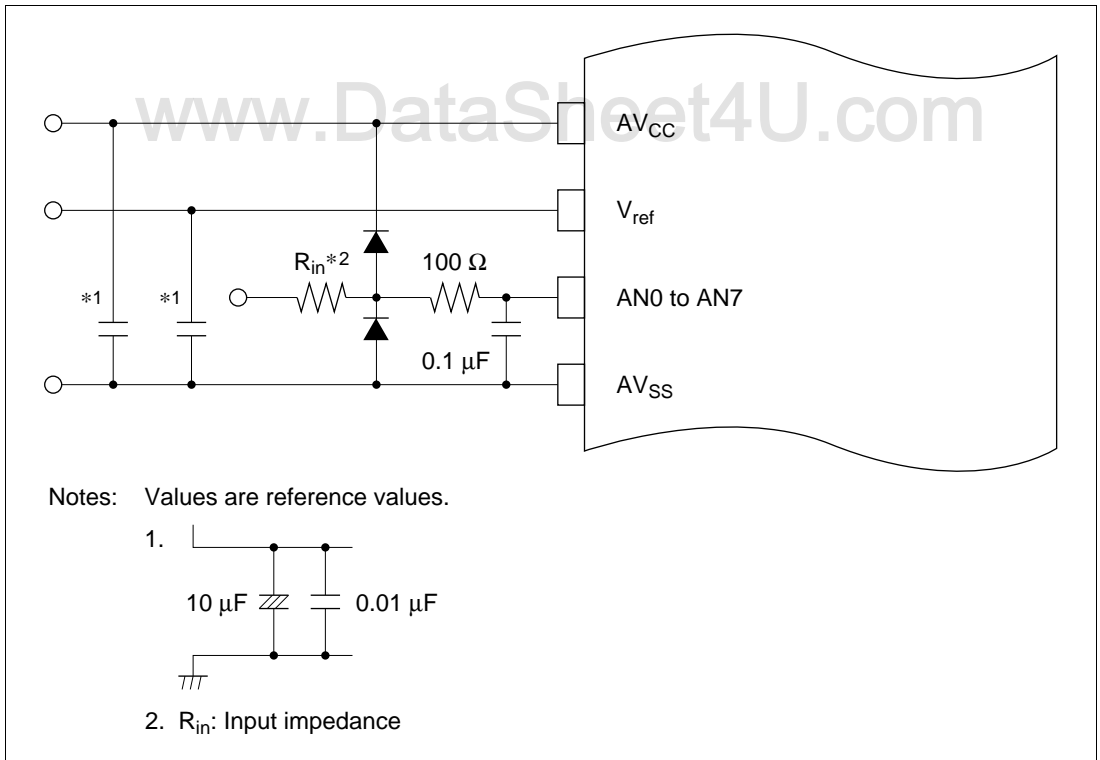 www.DataSheet4U.com
AVCC
Vref
Rin*2
100 Ω
*1
*1
AN0 to AN7
0.1 μF
AVSS
Notes: Values are reference values.
1.
10 μF
0.01 μF
2. Rin: Input impedance